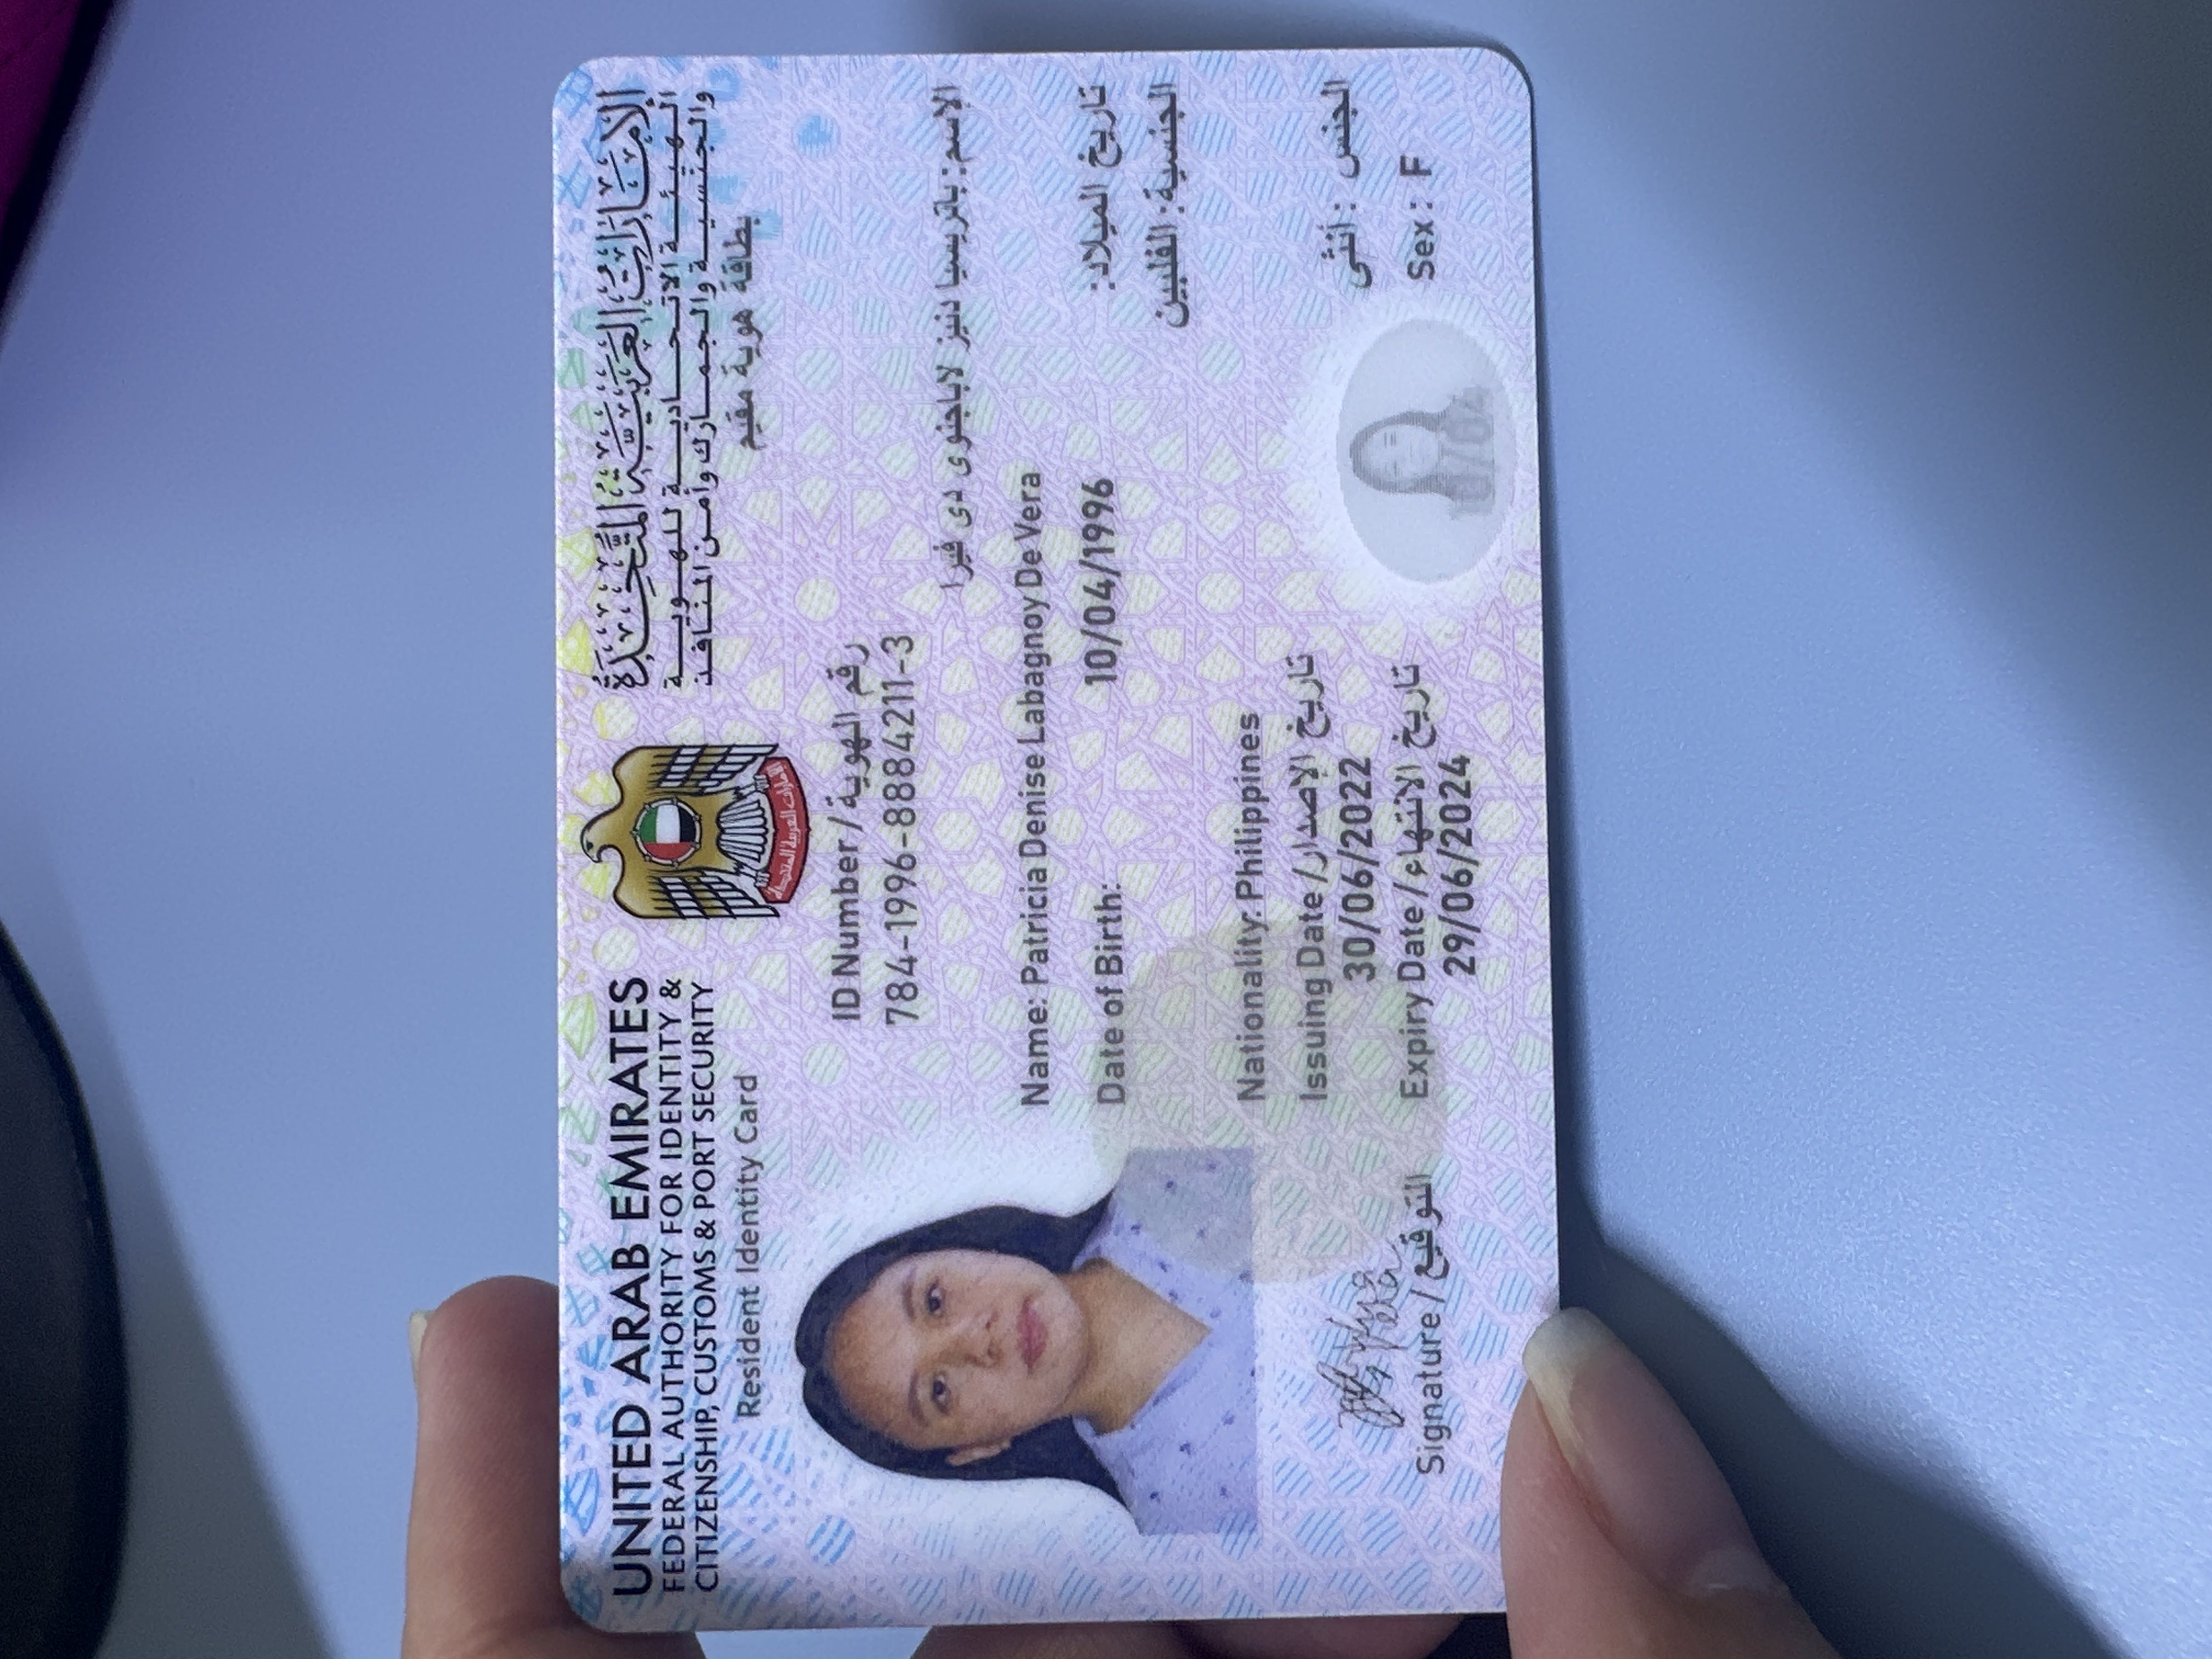 UNITED ARAB EMIRATES
FEDERAL AUTHORITY FOR IDENTITY &
CITIZENSHIP, CUSTOMS & PORT SECURITY
Resident Identity Card
الإمارات العربية المتحدة
الهيئة الاتحادية للهوية
والجنسية والجمارك وأمن المنافذ
بطاقة هوية مقيم
الإمارات العربية المتحدة
ID Number / رقم الهوية
784-1996-8884211-3
الإسم: باتريسيا دنيز لاباجنوى دى فيرا
Name: Patricia Denise Labagnoy De Vera
Date of Birth: 10/04/1996 تاريخ الميلاد:
الجنسية: الفلبين
Nationality: Philippines
Issuing Date / تاريخ الإصدار
30/06/2022
Expiry Date / تاريخ الانتهاء
29/06/2024
الجنس : أنثى
Sex : F
Signature / التوقيع
10/04